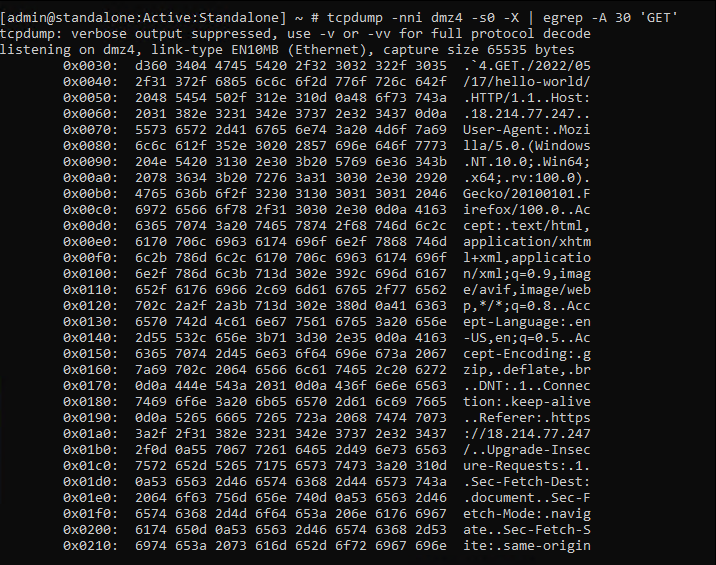 [admin@standalone:Active:Standalone] ~ # tcpdump -nni dmz4 -s0 -X | egrep -A 30 'GET'
tcpdump: verbose output suppressed, use -v or -vv for full protocol decode
listening on dmz4, link-type EN10MB (Ethernet), capture size 65535 bytes
0x0030: d360 3404 4745 5420 2f32 3032 322f 3035 .`4.GET./2022/05
0x0040: 2f31 372f 6865 6c6c 6f2d 776f 726c 642f /17/hello-world/
0x0050: 2048 5454 502f 312e 310d 0a48 6f73 743a .HTTP/1.1..Host:
0x0060: 2031 382e 3231 342e 3737 2e32 3437 0d0a .18.214.77.247..
0x0070: 5573 6572 2d41 6765 6e74 3a20 4d6f 7a69 User-Agent:.Mozi
0x0080: 6c6c 612f 352e 3020 2857 696e 646f 7773 lla/5.0.(Windows
0x0090: 204e 5420 3130 2e30 3b20 5769 6e36 343b .NT.10.0;.Win64;
0x00a0: 2078 3634 3b20 7276 3a31 3030 2e30 2920 .x64;.rv:100.0).
0x00b0: 4765 636b 6f2f 3230 3130 3031 3031 2046 Gecko/20100101.F
0x00c0: 6972 6566 6f78 2f31 3030 2e30 0d0a 4163 irefox/100.0..Ac
0x00d0: 6365 7074 3a20 7465 7874 2f68 746d 6c2c cept:.text/html,
0x00e0: 6170 706c 6963 6174 696f 6e2f 7868 746d application/xhtm
0x00f0: 6c2b 786d 6c2c 6170 706c 6963 6174 696f l+xml,applicatio
0x0100: 6e2f 786d 6c3b 713d 302e 392c 696d 6167 n/xml;q=0.9,imag
0x0110: 652f 6176 6966 2c69 6d61 6765 2f77 6562 e/avif,image/web
0x0120: 702c 2a2f 2a3b 713d 302e 380d 0a41 6363 p,*/*;q=0.8..Acc
0x0130: 6570 742d 4c61 6e67 7561 6765 3a20 656e ept-Language:.en
0x0140: 2d55 532c 656e 3b71 3d30 2e35 0d0a 4163 -US,en;q=0.5..Ac
0x0150: 6365 7074 2d45 6e63 6f64 696e 673a 2067 cept-Encoding:.g
0x0160: 7a69 702c 2064 6566 6c61 7465 2c20 6272 zip,.deflate,.br
0x0170: 0d0a 444e 543a 2031 0d0a 436f 6e6e 6563 ..DNT:.1..Connec
0x0180: 7469 6f6e 3a20 6b65 6570 2d61 6c69 7665 tion:.keep-alive
0x0190: 0d0a 5265 6665 7265 723a 2068 7474 7073 ..Referer:.https
0x01a0: 3a2f 2f31 382e 3231 342e 3737 2e32 3437 ://18.214.77.247
0x01b0: 2f0d 0a55 7067 7261 6465 2d49 6e73 6563 /..Upgrade-Insec
0x01c0: 7572 652d 5265 7175 6573 7473 3a20 310d ure-Requests:.1.
0x01d0: 0a53 6563 2d46 6574 6368 2d44 6573 743a .Sec-Fetch-Dest:
0x01e0: 2064 6f63 756d 656e 740d 0a53 6563 2d46 .document..Sec-F
0x01f0: 6574 6368 2d4d 6f64 653a 206e 6176 6967 etch-Mode:.navig
0x0200: 6174 650d 0a53 6563 2d46 6574 6368 2d53 ate..Sec-Fetch-S
0x0210: 6974 653a 2073 616d 652d 6f72 6967 696e ite:.same-origin